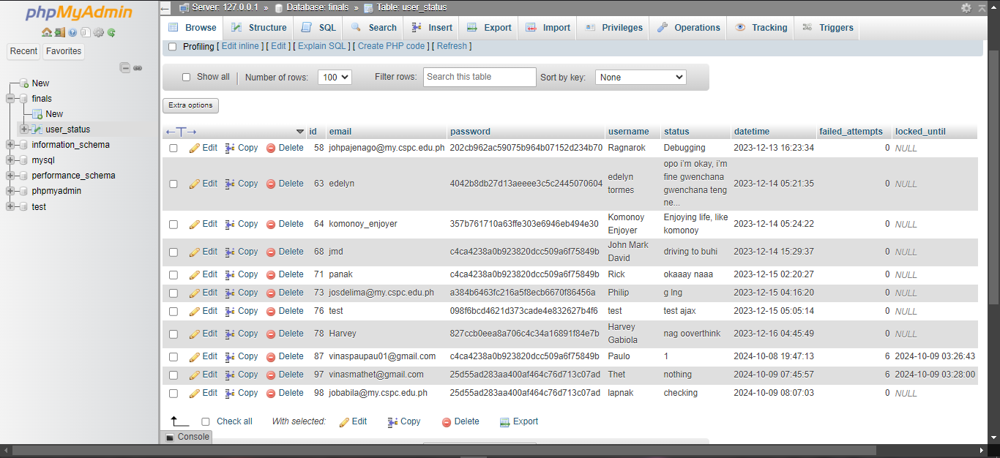 phpMyAdmin
Recent Favorites
New
finals
New
user_status
information_schema
mysql
performance_schema
phpmyadmin
test
Server: 127.0.0.1 » Database: finals » Table: user_status
Browse Structure SQL Search Insert Export Import Privileges Operations Tracking Triggers
Profiling [ Edit inline ] [ Edit ] [ Explain SQL ] [ Create PHP code ] [ Refresh ]
Show all | Number of rows: 100 Filter rows: Search this table Sort by key: None
Extra options
←T→ id email password username status datetime failed_attempts locked_until
Edit Copy Delete 58 johpajenago@my.cspc.edu.ph 202cb962ac59075b964b07152d234b70 Ragnarok Debugging 2023-12-13 16:23:34 0 NULL
Edit Copy Delete 63 edelyn 4042b8db27d13aeeee3c5c2445070604 edelyn tormes opo i'm okay, i'm fine gwenchana gwenchana teng ne... 2023-12-14 05:21:35 0 NULL
Edit Copy Delete 64 komonoy_enjoyer 357b761710a63ffe303e6946eb494e30 Komonoy Enjoyer Enjoying life, like komonoy 2023-12-14 05:24:22 0 NULL
Edit Copy Delete 68 jmd c4ca4238a0b923820dcc509a6f75849b John Mark David driving to buhi 2023-12-14 15:29:37 0 NULL
Edit Copy Delete 71 panak c4ca4238a0b923820dcc509a6f75849b Rick okaaay naaa 2023-12-15 02:20:27 0 NULL
Edit Copy Delete 73 josdelima@my.cspc.edu.ph a384b6463fc216a5f8ecb6670f86456a Philip g lng 2023-12-15 04:16:20 0 NULL
Edit Copy Delete 76 test 098f6bcd4621d373cade4e832627b4f6 test test ajax 2023-12-15 05:05:14 0 NULL
Edit Copy Delete 78 Harvey 827ccb0eea8a706c4c34a16891f84e7b Harvey Gabiola nag ooverthink 2023-12-16 04:45:49 0 NULL
Edit Copy Delete 87 vinaspaupau01@gmail.com c4ca4238a0b923820dcc509a6f75849b Paulo 1 2024-10-08 19:47:13 6 2024-10-09 03:26:43
Edit Copy Delete 97 vinasmathet@gmail.com 25d55ad283aa400af464c76d713c07ad Thet nothing 2024-10-09 07:45:57 6 2024-10-09 03:28:00
Edit Copy Delete 98 jobabila@my.cspc.edu.ph 25d55ad283aa400af464c76d713c07ad lapnak checking 2024-10-09 08:07:03 0 NULL
Check all With selected: Edit Copy Delete Export
Console